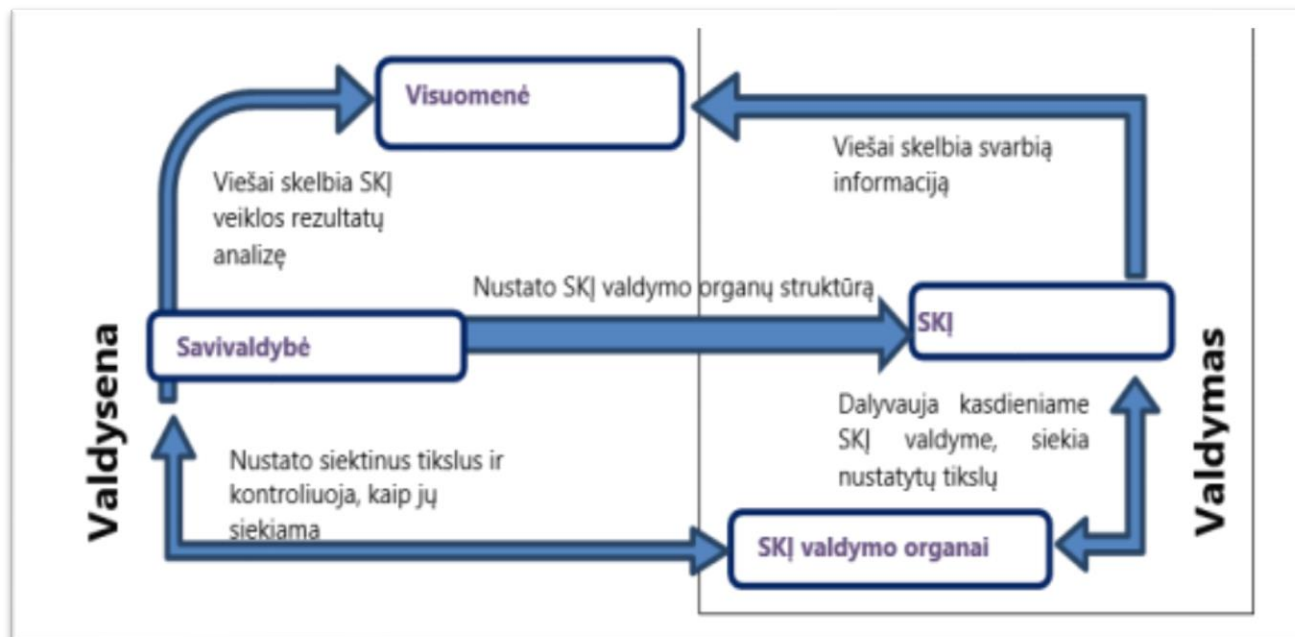 Visuomenė
Viešai skelbia svarbią
informaciją
Viešai skelbia SKĮ
veiklos rezultatų
analizę
Nustato SKĮ valdymo organų struktūrą
SKĮ
Savivaldybė
Valdysena
Valdymas
Dalyvauja kasdieniame
SKĮ valdyme, siekia
nustatytų tikslų
Nustato siektinus tikslus ir
kontroliuoja, kaip jų
siekiama
SKĮ valdymo organai